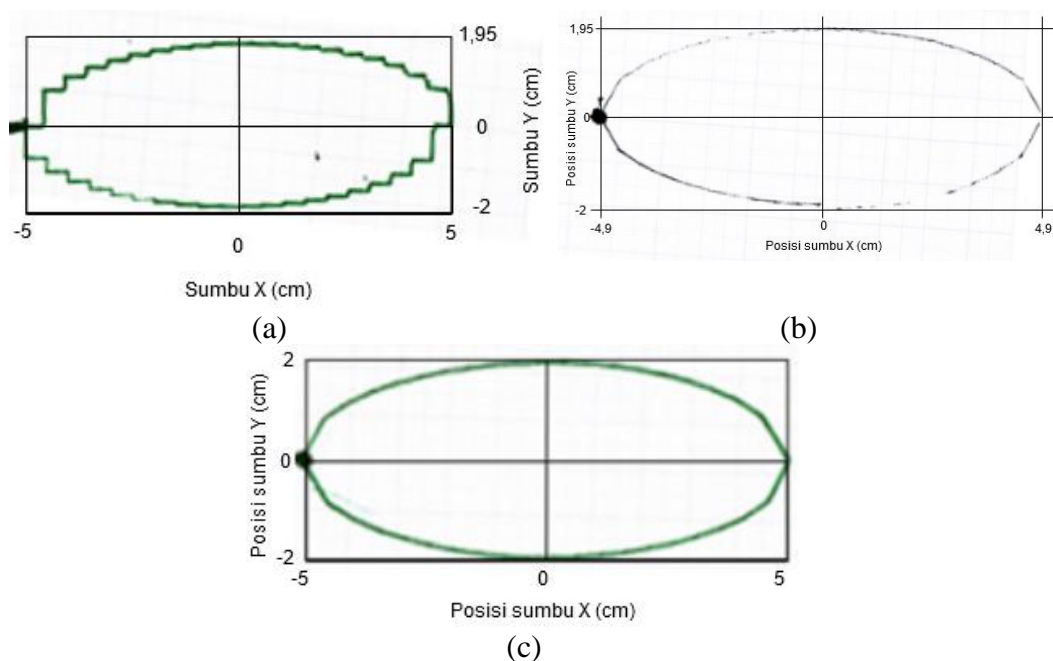 1,95
Sumbu Y (cm)
0
-2
-5
0
5
Sumbu X (cm)
(a)
1,95
Posisi sumbu Y (cm)
0
-2
-4,9
0
4,9
Posisi sumbu X (cm)
(b)
2
Posisi sumbu Y (cm)
0
-2
-5
0
5
Posisi sumbu X (cm)
(c)